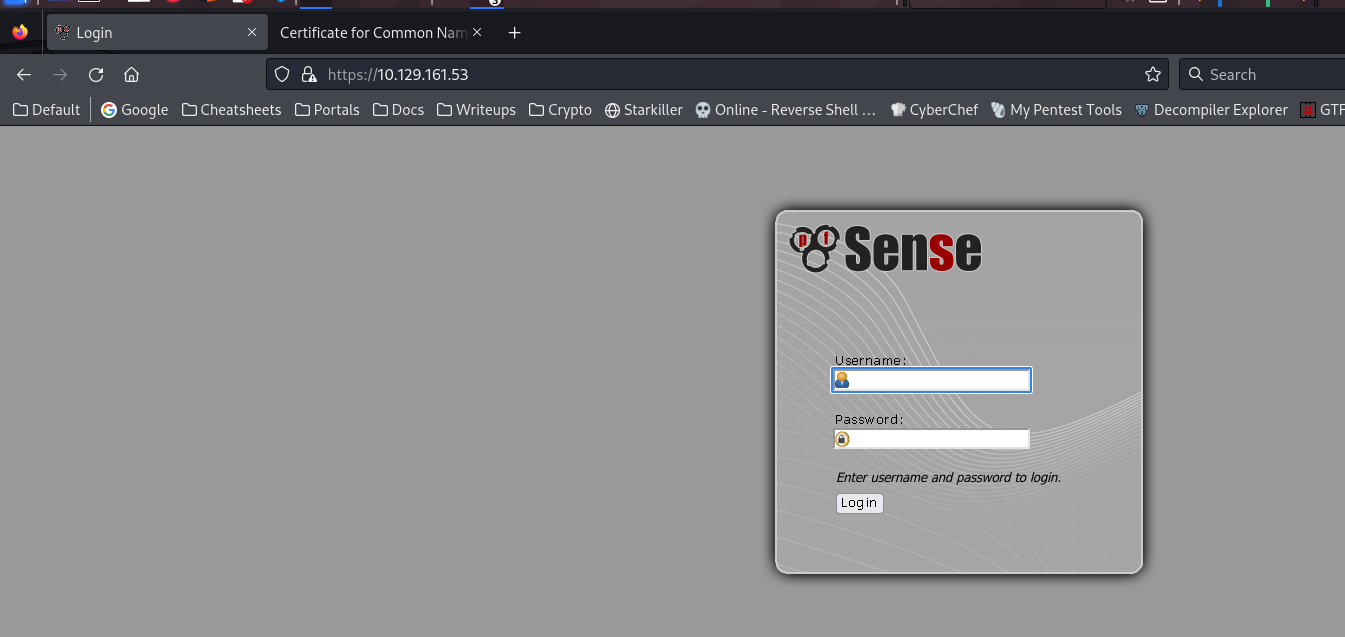 3
Login
Certificate for Common Nam
https://10.129.161.53
Search
Default
Google
Cheatsheets
Portals
Docs
Writeups
Crypto
Starkiller
Online - Reverse Shell ...
CyberChef
My Pentest Tools
Decompiler Explorer
GTF
pf Sense
Username:
Password:
Enter username and password to login.
Login